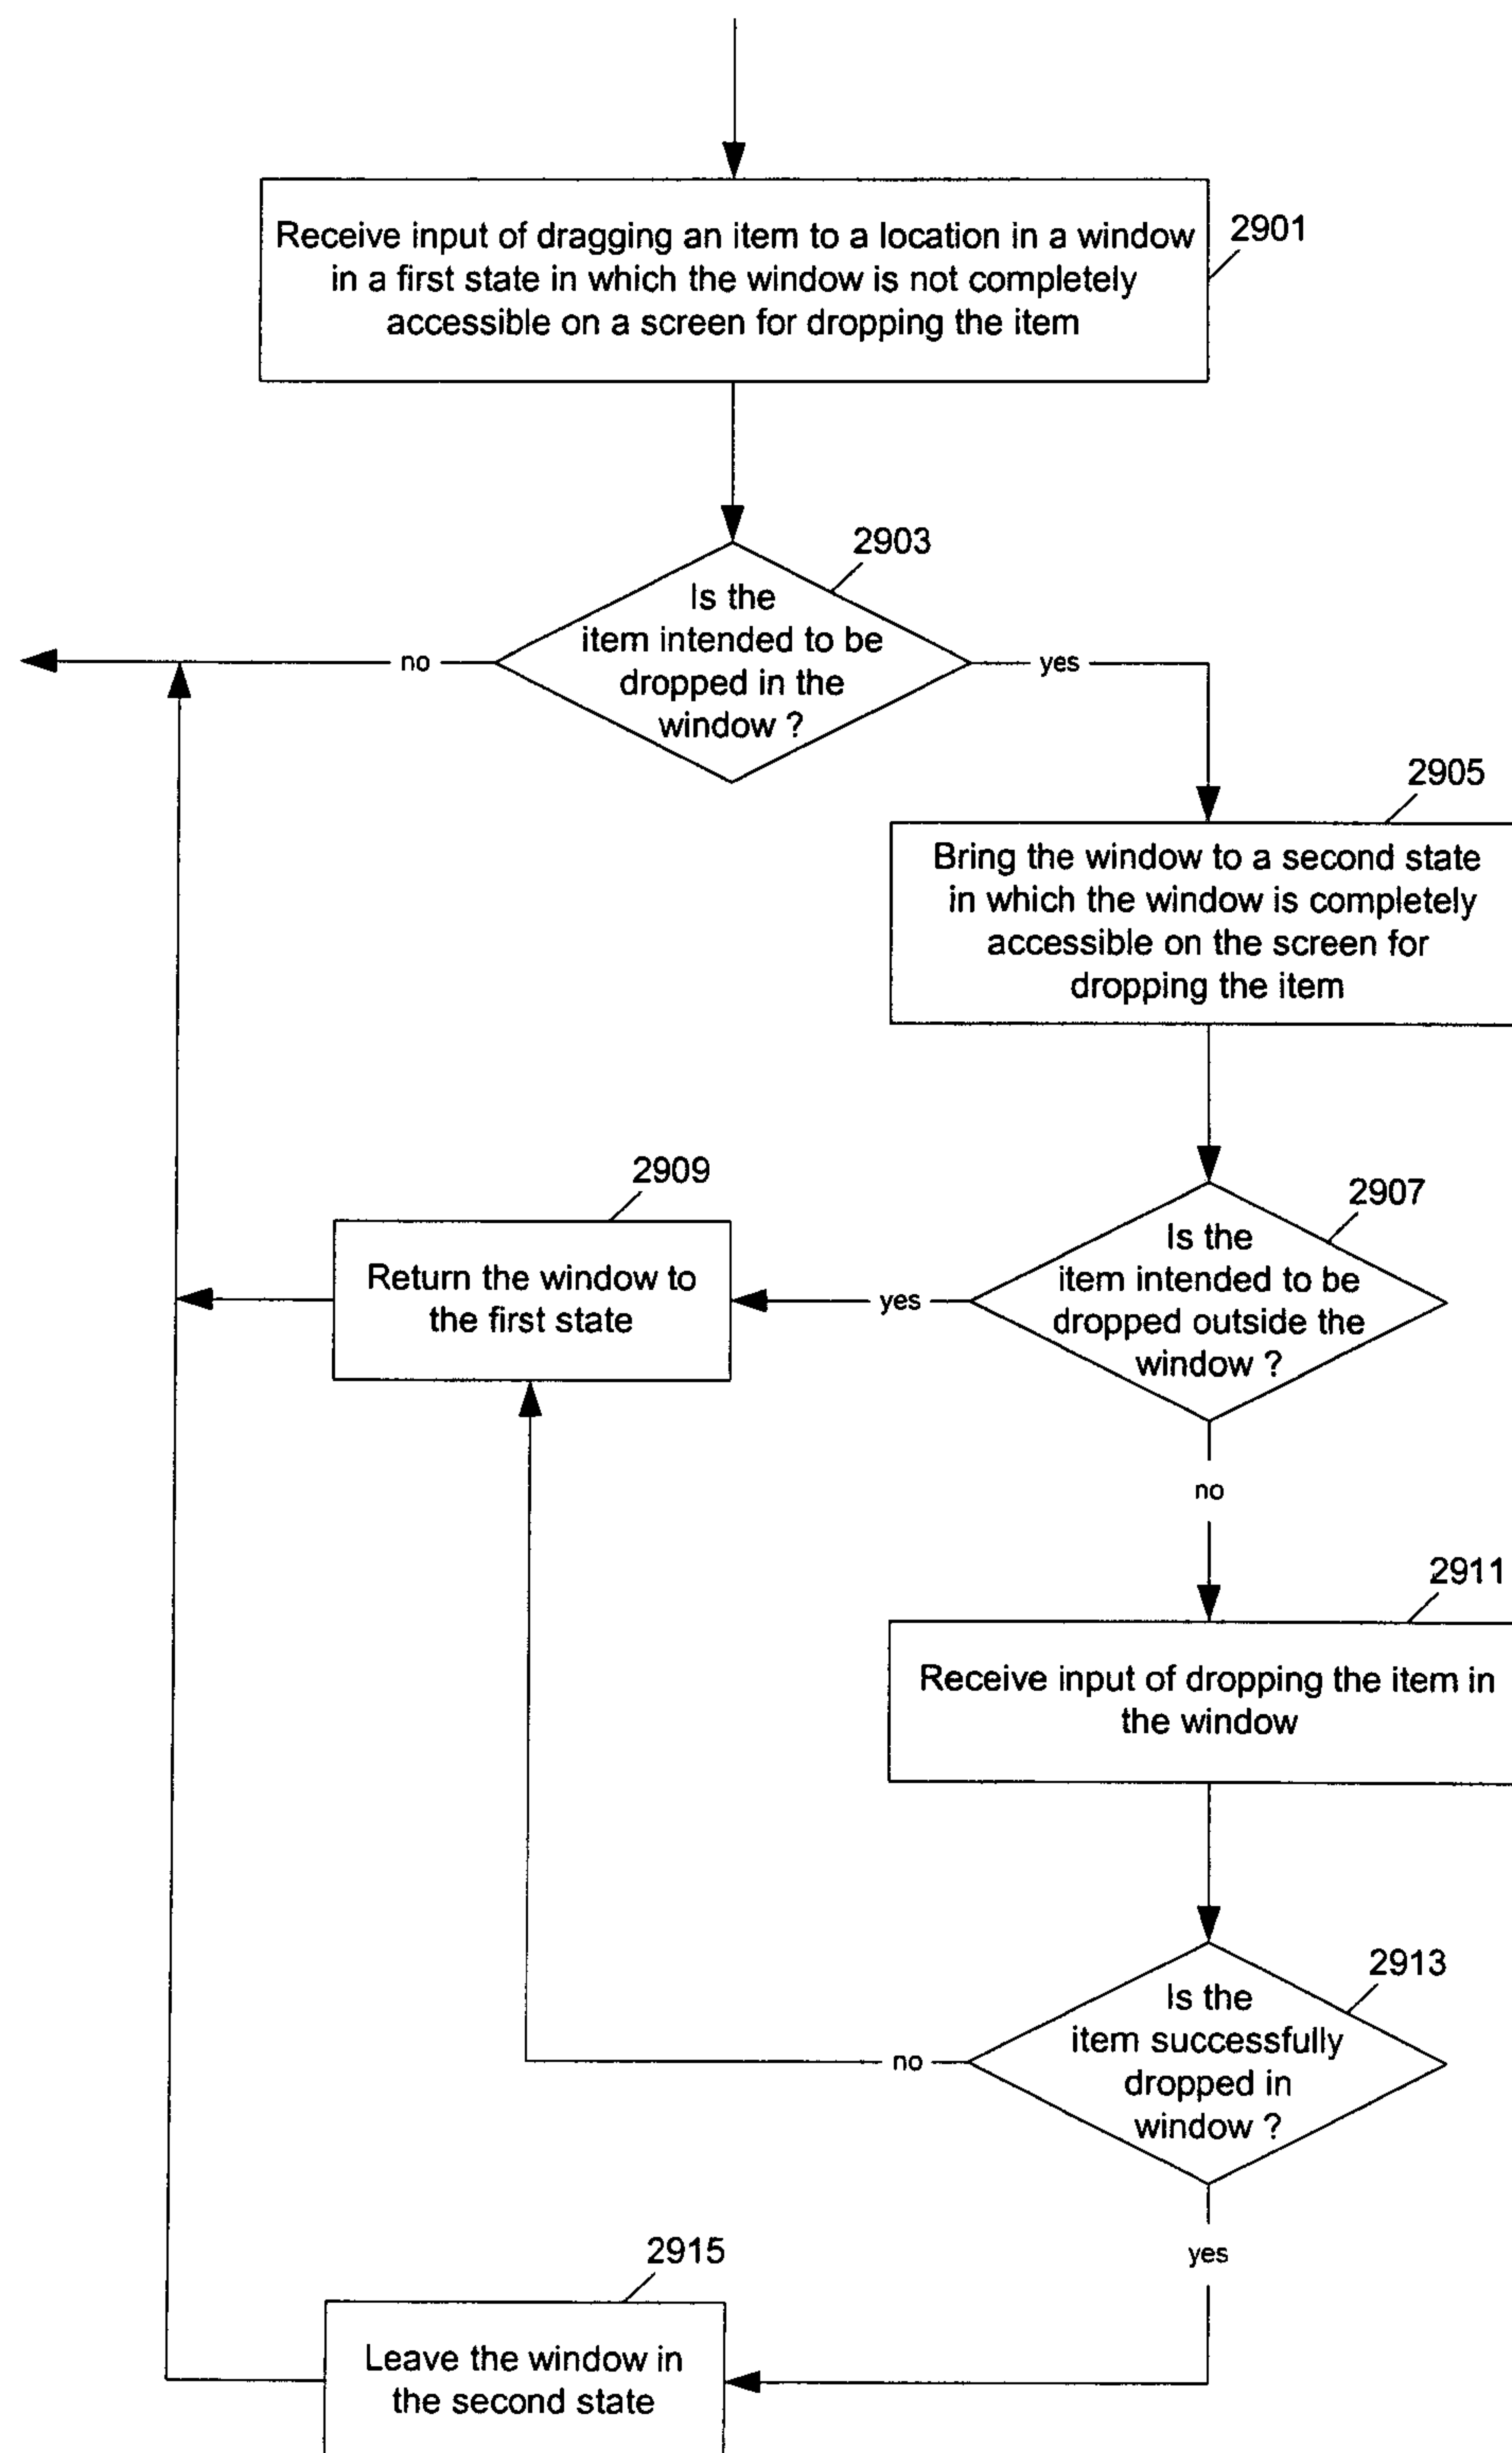 Receive input of dragging an item to a location in a window
in a first state in which the window is not completely
accessible on a screen for dropping the item
2901
2903
Is the
item intended to be
dropped in the
window ?
no
yes
2905
Bring the window to a second state
in which the window is completely
accessible on the screen for
dropping the item
2907
Is the
item intended to be
dropped outside the
window ?
yes
2909
Return the window to
the first state
no
2911
Receive input of dropping the item in
the window
2913
Is the
item successfully
dropped in
window ?
no
yes
2915
Leave the window in
the second state